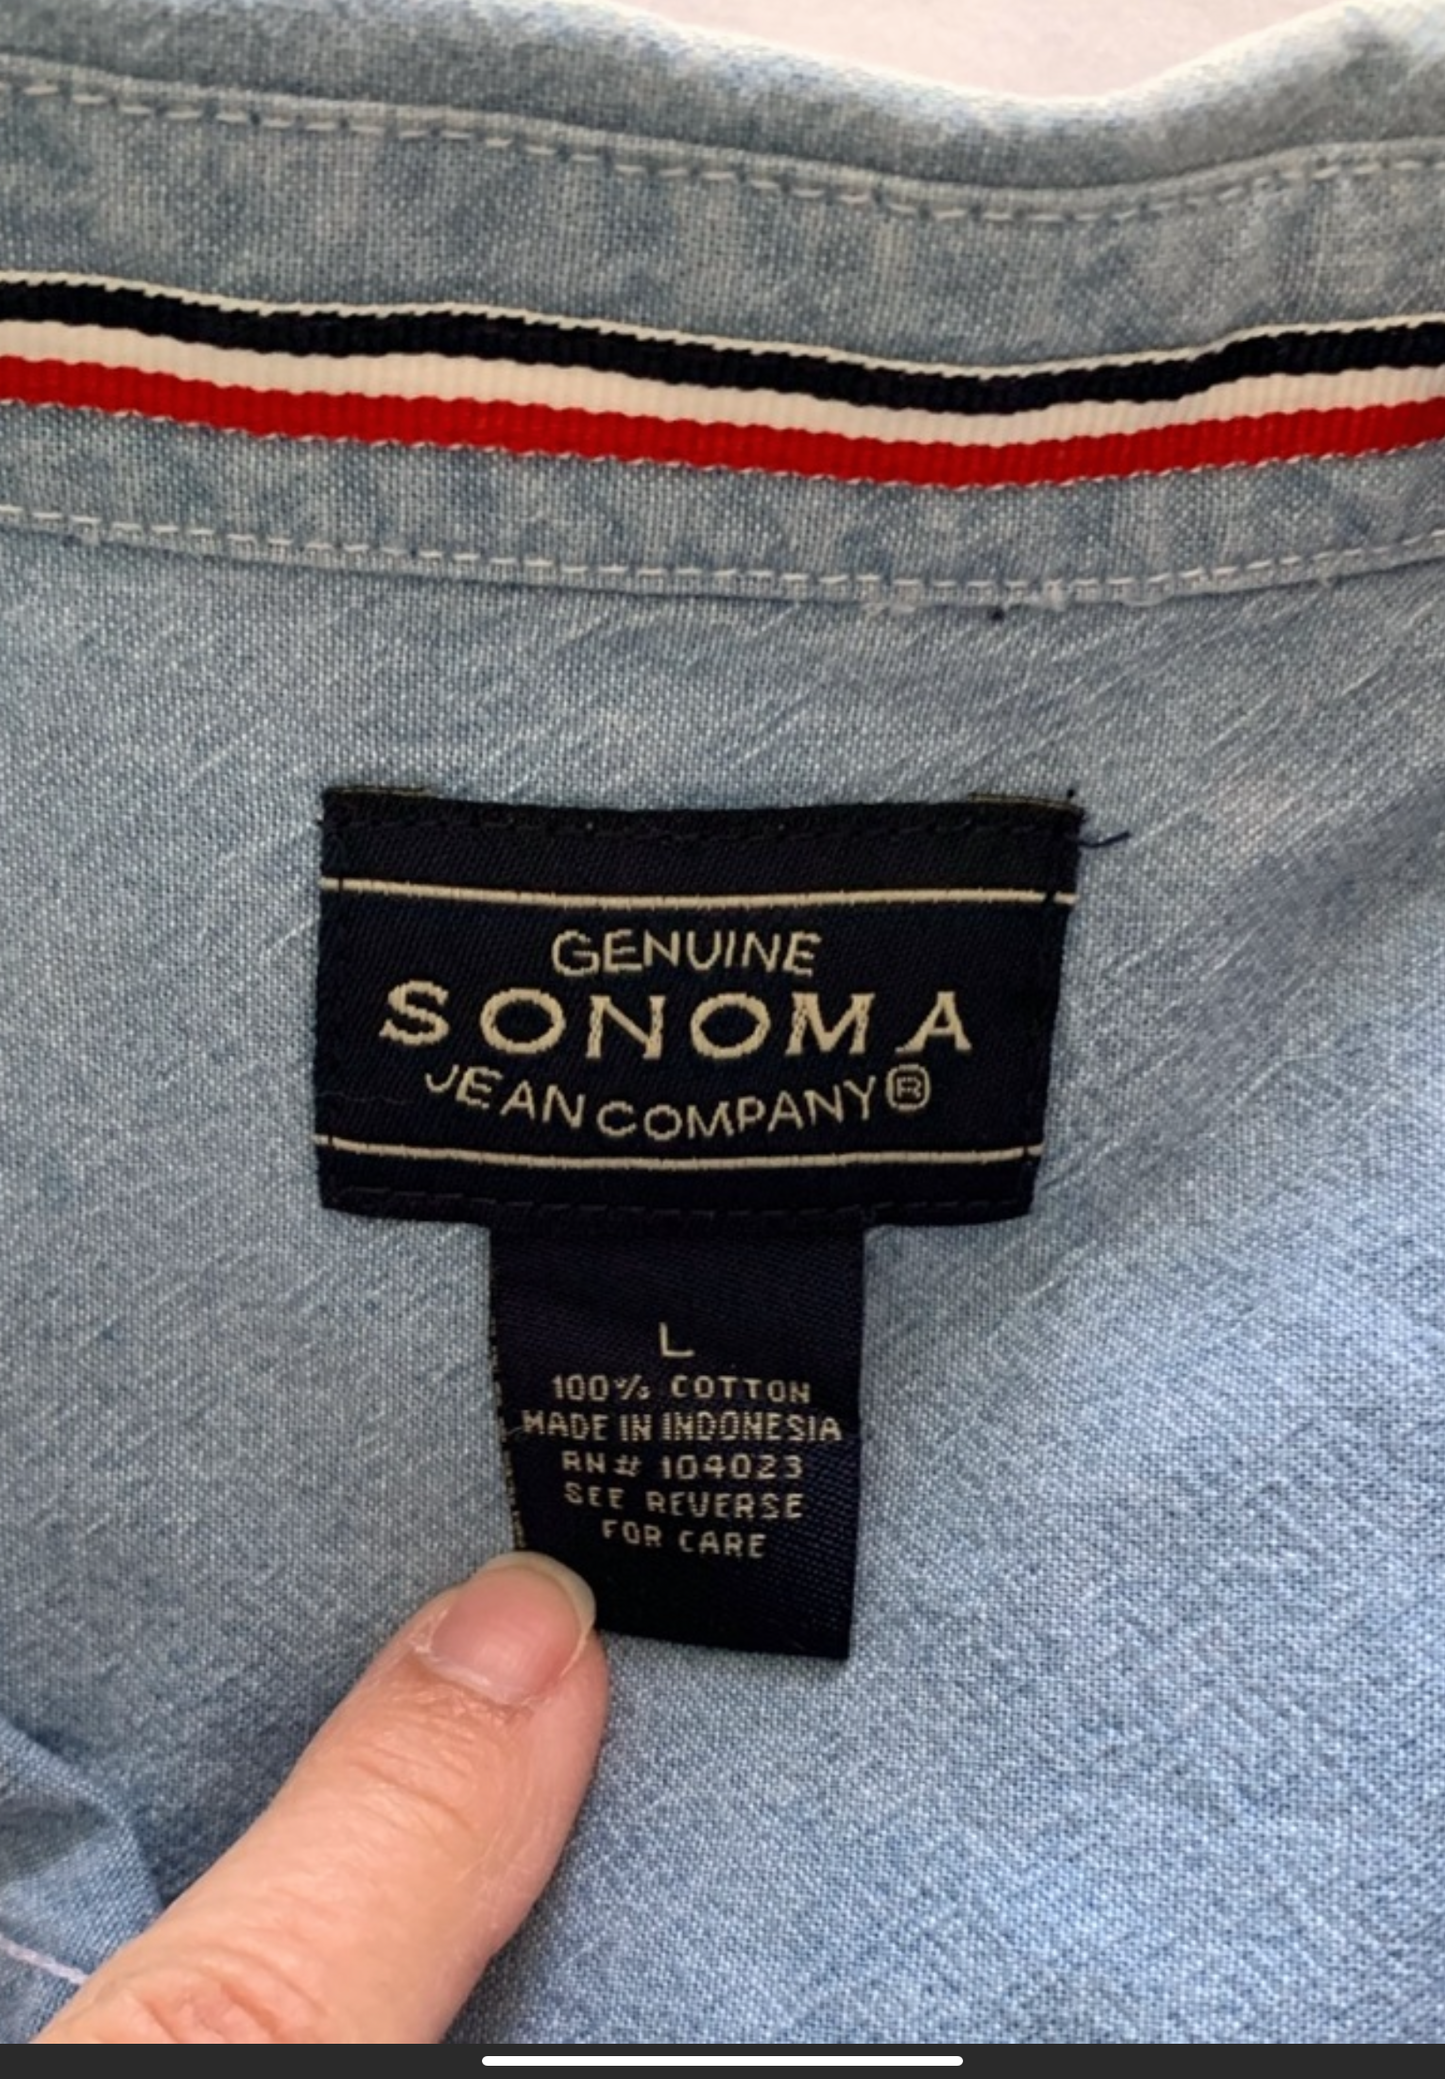 GENUINE
SONOMA
JEAN COMPANY®
L
100% COTTON
MADE IN INDONESIA
RN# 104023
SEE REVERSE
FOR CARE